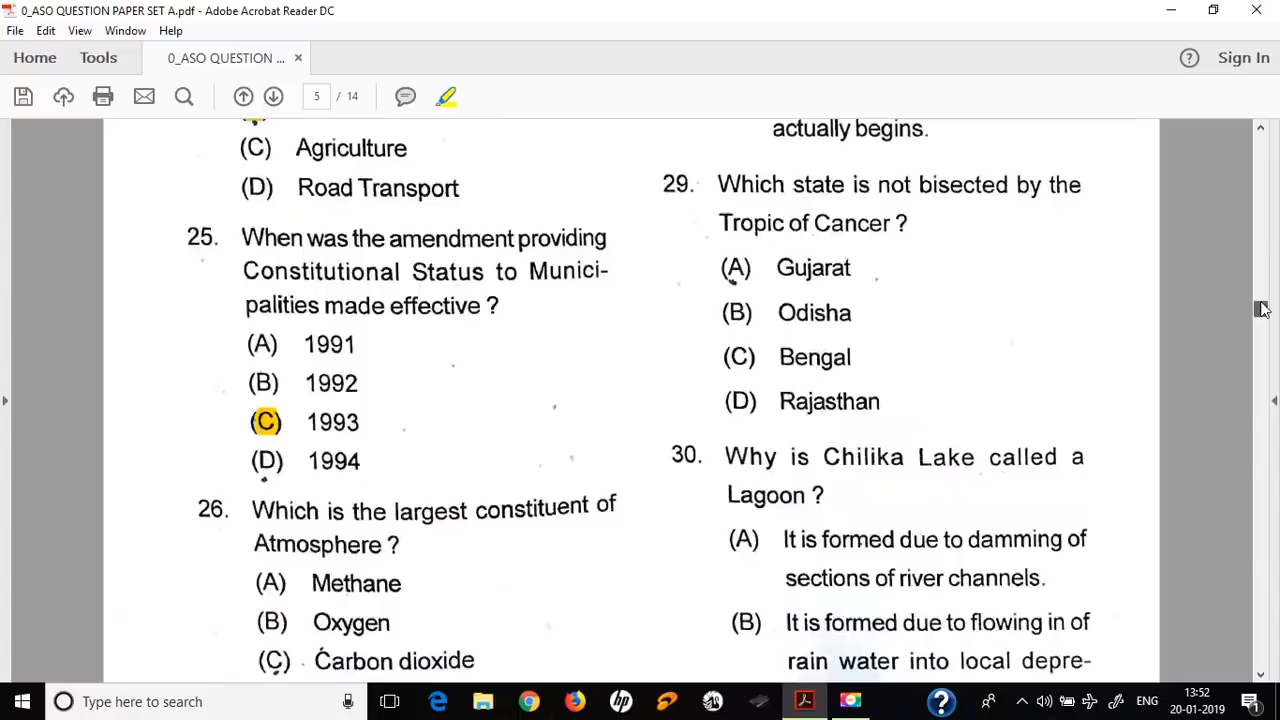 0_ASO QUESTION PAPER SET A.pdf - Adobe Acrobat Reader DC
File Edit View Window Help
Home Tools 0_ASO QUESTION ... × Sign In
5 / 14
(C) Agriculture
(D) Road Transport
25. When was the amendment providing
Constitutional Status to Munici-
palities made effective ?
(A) 1991
(B) 1992
(C) 1993
(D) 1994
26. Which is the largest constituent of
Atmosphere ?
(A) Methane
(B) Oxygen
(C) Carbon dioxide
actually begins.
29. Which state is not bisected by the
Tropic of Cancer ?
(A) Gujarat
(B) Odisha
(C) Bengal
(D) Rajasthan
30. Why is Chilika Lake called a
Lagoon ?
(A) It is formed due to damming of
sections of river channels.
(B) It is formed due to flowing in of
rain water into local depre-
Type here to search
hp
ENG
13:52
20-01-2019
1